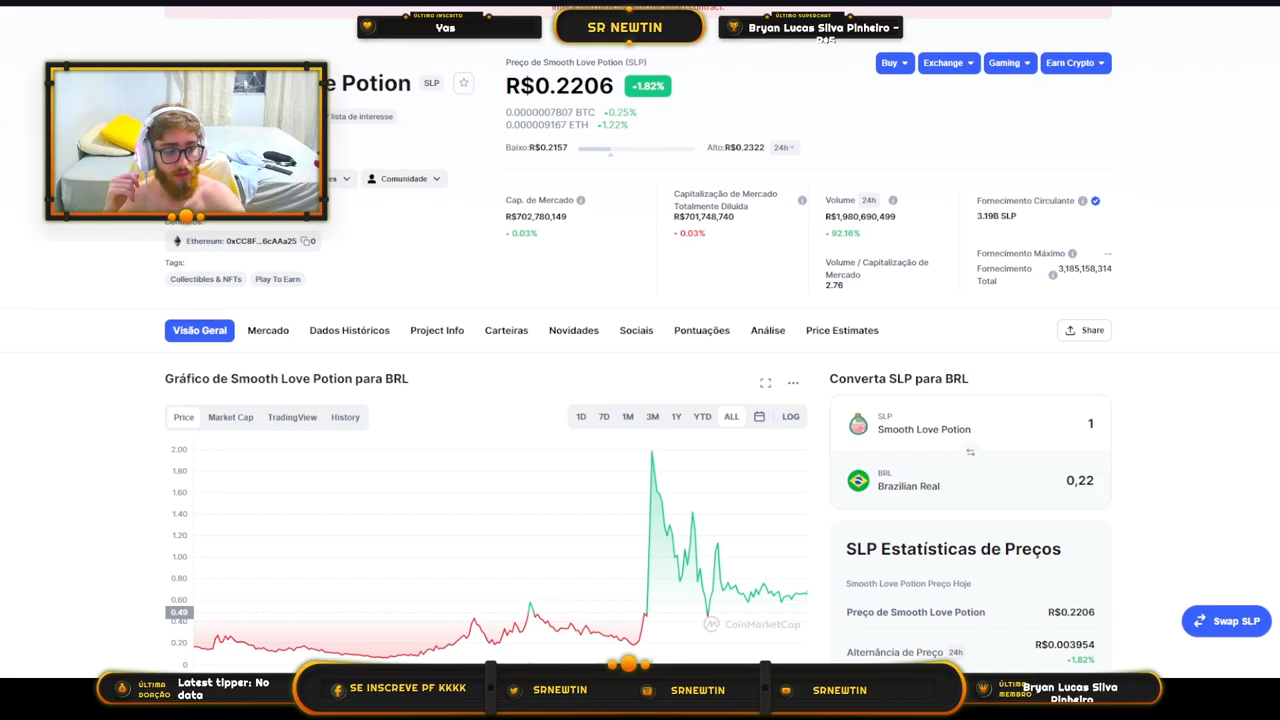 ÚLTIMO INSCRITO
Yas
SR NEWTIN
ÚLTIMO SUPERCHAT
Bryan Lucas Silva Pinheiro -
R$5
e Potion
SLP
lista de interesse
Comunidade
Ethereum: 0xCC8F...6cAAa25
0
Tags:
Collectibles & NFTs
Play To Earn
Preço de Smooth Love Potion (SLP)
R$0.2206
1.82%
0.0000007807 BTC
0.25%
0.000009167 ETH
1.22%
Baixo:R$0.2157
Alto:R$0.2322
24h
Buy
Exchange
Gaming
Earn Crypto
Cap. de Mercado
R$702,780,149
0.03%
Capitalização de Mercado
Totalmente Diluída
R$701,748,740
0.03%
Volume 24h
R$1,980,690,499
92.16%
Volume / Capitalização de
Mercado
2.76
Fornecimento Circulante
3.19B SLP
Fornecimento Máximo
--
Fornecimento
Total
3,185,158,314
Visão Geral
Mercado
Dados Históricos
Project Info
Carteiras
Novidades
Sociais
Pontuações
Análise
Price Estimates
Share
Gráfico de Smooth Love Potion para BRL
Price
Market Cap
TradingView
History
1D
7D
1M
3M
1Y
YTD
ALL
LOG
2.00
1.80
1.60
1.40
1.20
1.00
0.80
0.60
0.49
0.40
0.20
0
CoinMarketCap
Converta SLP para BRL
SLP
Smooth Love Potion
1
BRL
Brazilian Real
0,22
SLP Estatísticas de Preços
Smooth Love Potion Preço Hoje
Preço de Smooth Love Potion
R$0.2206
Alternância de Preço 24h
R$0.003954
1.82%
Swap SLP
ÚLTIMA
DOAÇÃO
Latest tipper: No
data
SE INSCREVE PF KKKK
SRNEWTIN
SRNEWTIN
SRNEWTIN
ÚLTIMO
MEMBRO
Bryan Lucas Silva
Pinheiro